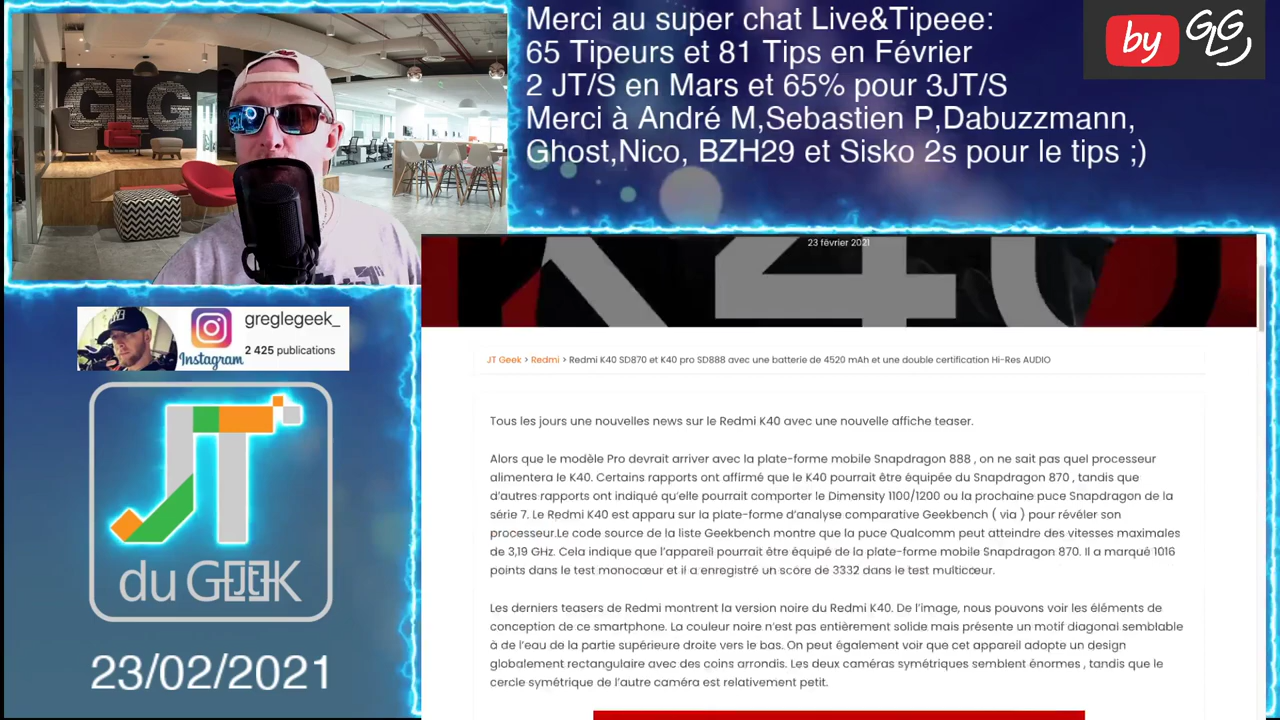 GLG
Merci au super chat Live&Tipeee:
65 Tipeurs et 81 Tips en Février
2 JT/S en Mars et 65% pour 3JT/S
Merci à André M,Sebastien P,Dabuzzmann,
Ghost,Nico, BZH29 et Sisko 2s pour le tips ;)
by GLG
greglegeek_
Instagram
2 425 publications
JT
du GEEK
23/02/2021
23 février 2021
K40
JT Geek > Redmi > Redmi K40 SD870 et K40 pro SD888 avec une batterie de 4520 mAh et une double certification Hi-Res AUDIO
Tous les jours une nouvelles news sur le Redmi K40 avec une nouvelle affiche teaser.
Alors que le modèle Pro devrait arriver avec la plate-forme mobile Snapdragon 888 , on ne sait pas quel processeur
alimentera le K40. Certains rapports ont affirmé que le K40 pourrait être équipée du Snapdragon 870 , tandis que
d'autres rapports ont indiqué qu'elle pourrait comporter le Dimensity 1100/1200 ou la prochaine puce Snapdragon de la
série 7. Le Redmi K40 est apparu sur la plate-forme d'analyse comparative Geekbench ( via ) pour révéler son
processeur.Le code source de la liste Geekbench montre que la puce Qualcomm peut atteindre des vitesses maximales
de 3,19 GHz. Cela indique que l'appareil pourrait être équipé de la plate-forme mobile Snapdragon 870. Il a marqué 1016
points dans le test monocœur et il a enregistré un score de 3332 dans le test multicœur.
Les derniers teasers de Redmi montrent la version noire du Redmi K40. De l'image, nous pouvons voir les éléments de
conception de ce smartphone. La couleur noire n'est pas entièrement solide mais présente un motif diagonal semblable
à de l'eau de la partie supérieure droite vers le bas. On peut également voir que cet appareil adopte un design
globalement rectangulaire avec des coins arrondis. Les deux caméras symétriques semblent énormes , tandis que le
cercle symétrique de l'autre caméra est relativement petit.